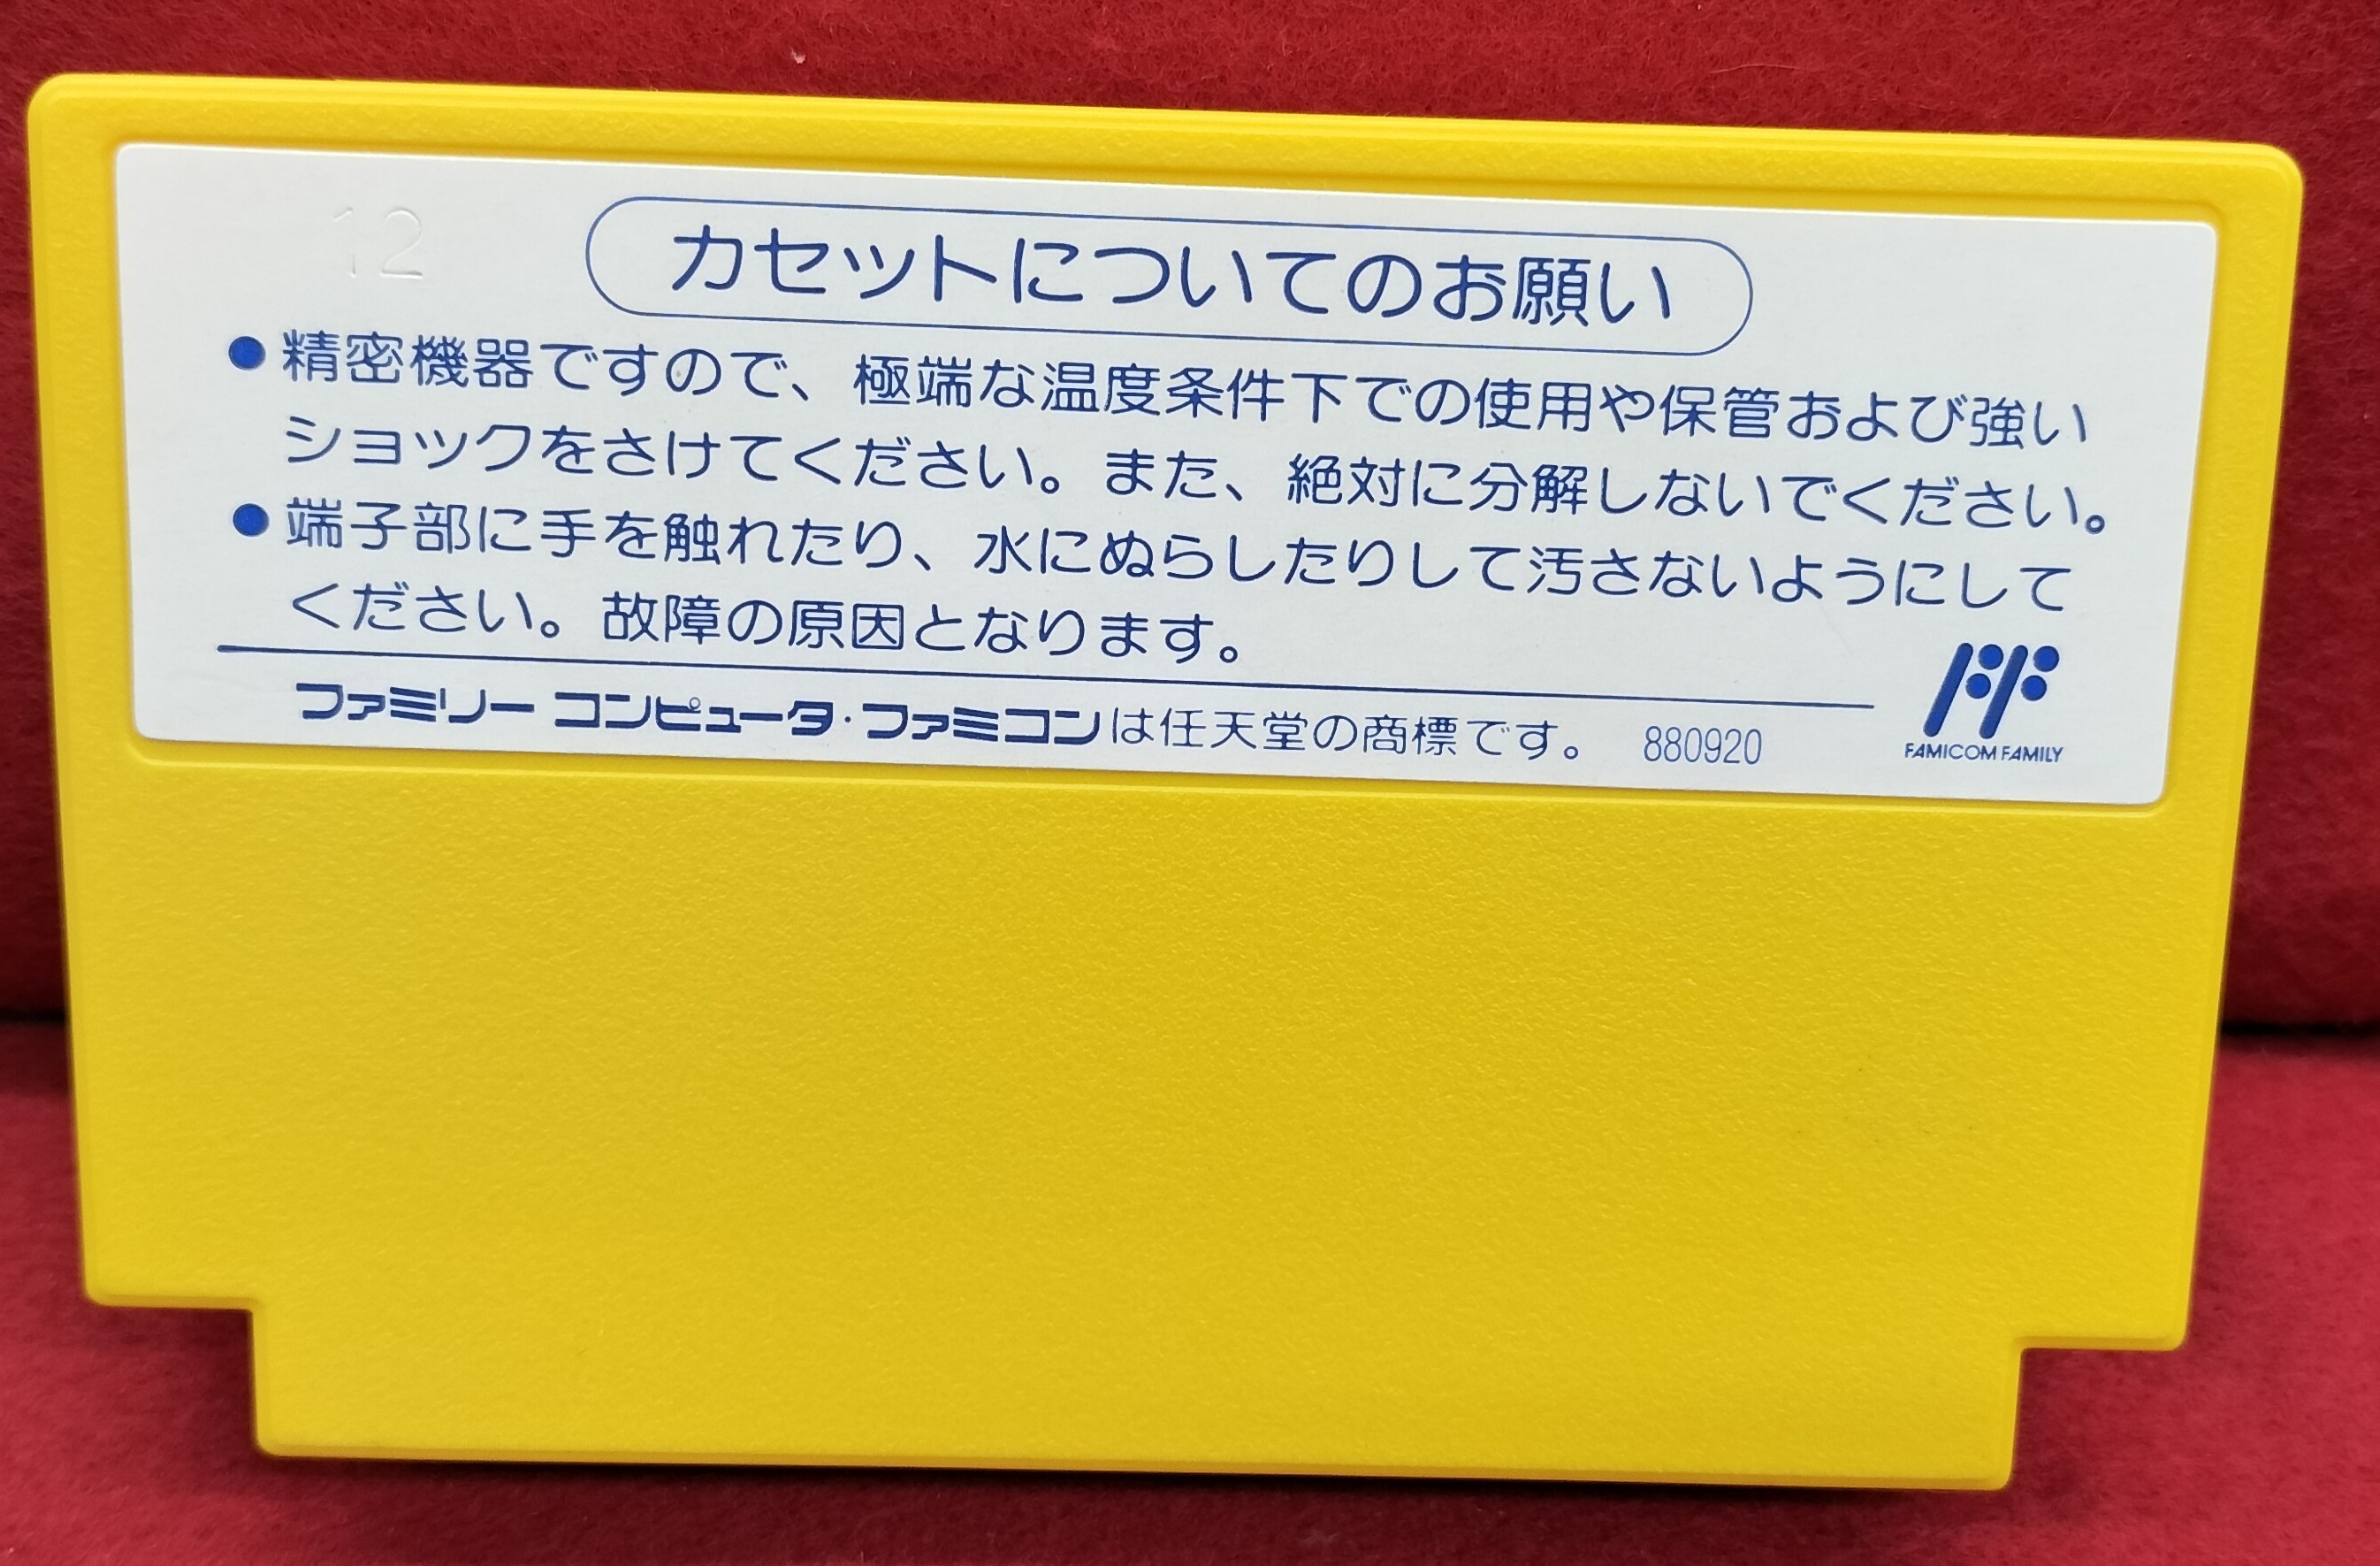 12
カセットについてのお願い
●精密機器ですので、極端な温度条件下での使用や保管および強い
ショックをさけてください。また、絶対に分解しないでください。
●端子部に手を触れたり、水にぬらしたりして汚さないようにして
ください。故障の原因となります。
ファミリー コンピュータ・ファミコンは任天堂の商標です。 880920
FAMICOM FAMILY